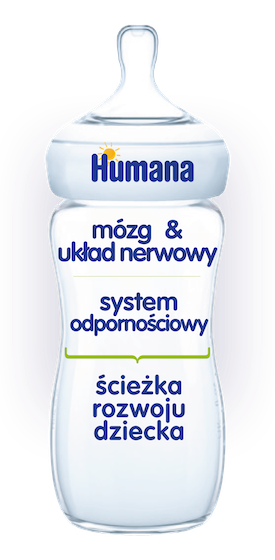 Humana
mózg & 
układ nerwowy
system
odpornościowy
ścieżka
rozwoju
dziecka